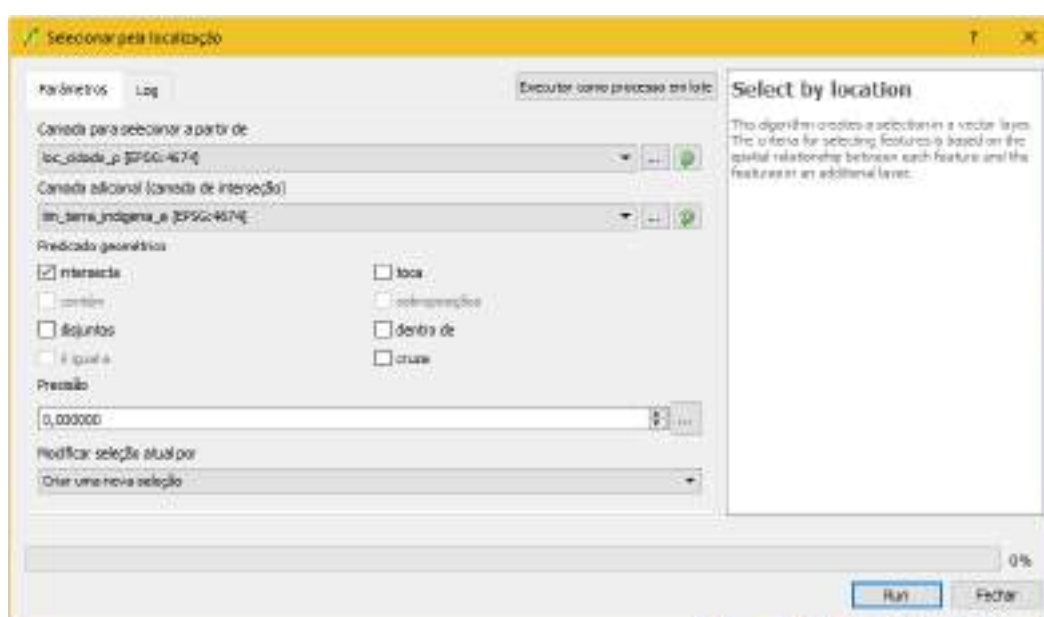 Selecionar pela localização
? ×
Parâmetros Log Executar como processo em lote
Camada para selecionar a partir de
loc_cidade_p [EPSG:4674]
Camada adicional (camada de interseção)
lim_terra_indigena_a [EPSG:4674]
Predicado geométrico
intersecta toca
contém sobreposições
disjuntos dentro de
é igual a cruza
Precisão
0,000000
Modificar seleção atual por
Criar uma nova seleção
Select by location
This algorithm creates a selection in a vector layer.
The criteria for selecting features is based on the
spatial relationship between each feature and the
features in an additional layer.
0%
Run Fechar